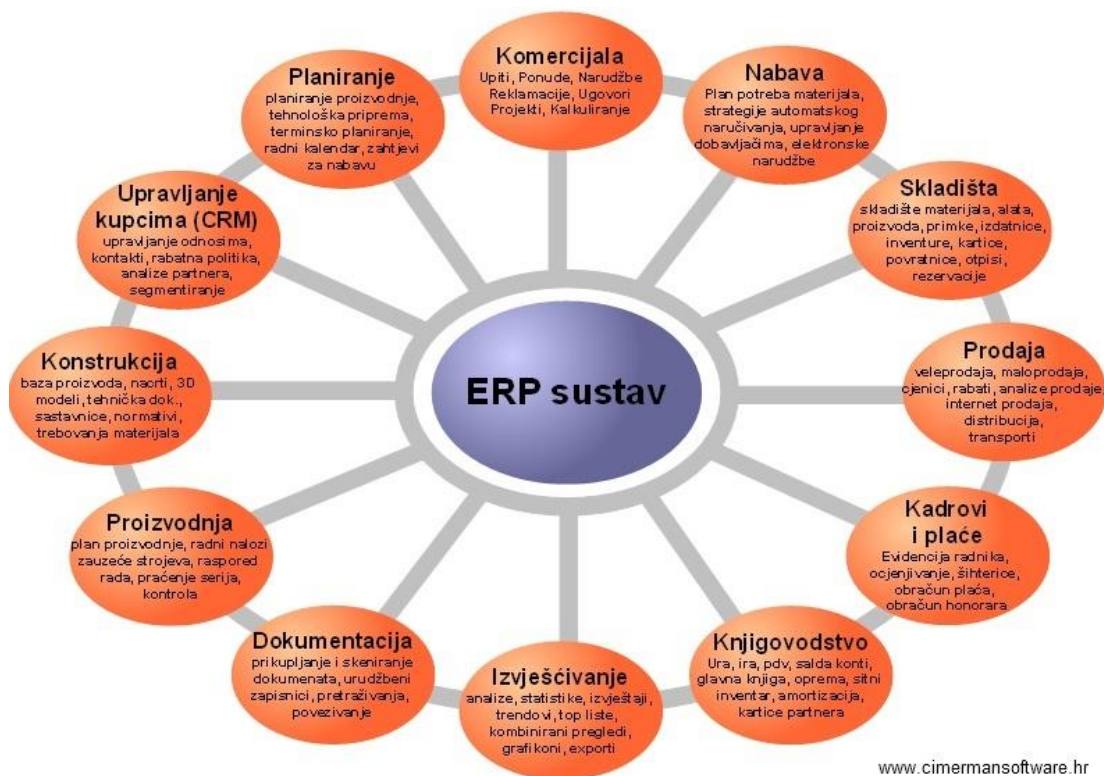 Komercijala
Upiti, Ponude, Narudžbe
Reklamacije, Ugovori
Projekti, Kalkuliranje
Nabava
Plan potreba materijala,
strategije automatskog
naručivanja, upravljanje
dobavljačima, elektronske
narudžbe
Skladišta
skladište materijala, alata,
proizvoda, primke, izdatnice,
inventure, kartice,
povratnice, otpisi,
rezervacije
Prodaja
veleprodaja, maloprodaja,
cjenici, rabati, analize prodaje,
internet prodaja,
distribucija,
transporti
Kadrovi
i plaće
Evidencija radnika,
ocjenjivanje, šihterice,
obračun plaća,
obračun honorara
Knjigovodstvo
Ura, ira, pdv, salda konti,
glavna knjiga, oprema, sitni
inventar, amortizacija,
kartice partnera
Izvješćivanje
analize, statistike, izvještaji,
trendovi, top liste,
kombinirani pregledi,
grafikoni, exporti
Dokumentacija
prikupljanje i skeniranje
dokumenata, urudžbeni
zapisnici, pretraživanja,
povezivanje
Proizvodnja
plan proizvodnje, radni nalozi
zauzeće strojeva, raspored
rada, praćenje serija,
kontrola
Konstrukcija
baza proizvoda, nacrti, 3D
modeli, tehnička dok.,
sastavnice, normativi,
trebovanja materijala
Upravljanje
kupcima (CRM)
upravljanje odnosima,
kontakti, rabatna politika,
analize partnera,
segmentiranje
Planiranje
planiranje proizvodnje,
tehnološka priprema,
terminsko planiranje,
radni kalendar, zahtjevi
za nabavu
ERP sustav
www.cimermansoftware.hr